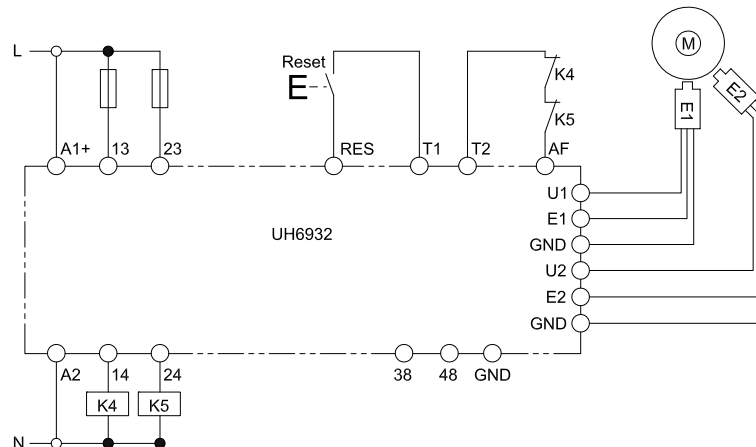 L
Reset
E
K4
K5
M
E1
E2
A1+ 13 23 RES T1 T2 AF
U1
E1
GND
U2
E2
GND
UH6932
A2 14 24 38 48 GND
K4 K5
N